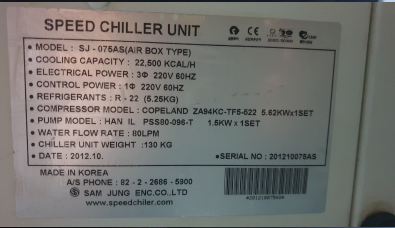 SPEED CHILLER UNIT
• MODEL : SJ - 075AS(AIR BOX TYPE)
• COOLING CAPACITY : 22,500 KCAL/H
• ELECTRICAL POWER : 3Φ 220V 60HZ
• CONTROL POWER : 1Φ 220V 60HZ
• REFRIGERANTS : R - 22 (5.25KG)
• COMPRESSOR MODEL : COPELAND ZA94KC-TF5-522 5.62KWx1SET
• PUMP MODEL : HAN IL PSS80-096-T 1.5KW x 1SET
• WATER FLOW RATE : 80LPM
• CHILLER UNIT WEIGHT : 130 KG
• DATE : 2012.10. •SERIAL NO : 201210075AS
MADE IN KOREA
A/S PHONE : 82 - 2 - 2686 - 5900
SAM JUNG ENC.CO.,LTD
www.speedchiler.com